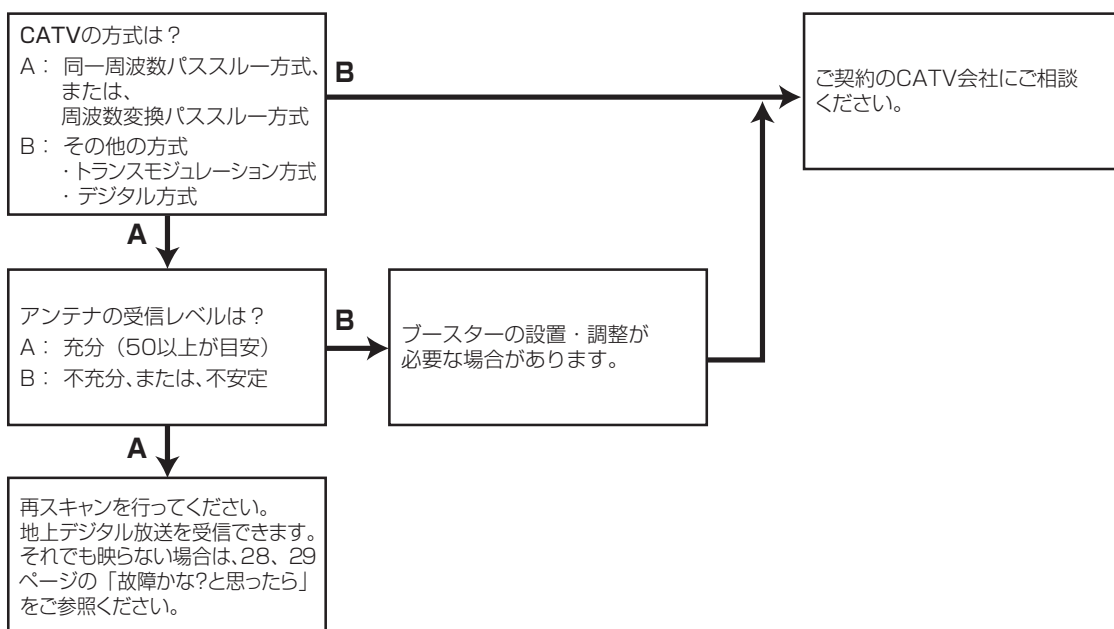 CATVの方式は？
A： 同一周波数パススルー方式、
または、
周波数変換パススルー方式
B： その他の方式
・トランスモジュレーション方式
・デジタル方式
B
ご契約のCATV会社にご相談
ください。
A
アンテナの受信レベルは？
A： 充分（50以上が目安）
B： 不充分、または、不安定
B
ブースターの設置・調整が
必要な場合があります。
A
再スキャンを行ってください。
地上デジタル放送を受信できます。
それでも映らない場合は、28、29
ページの「故障かな?と思ったら」
をご参照ください。